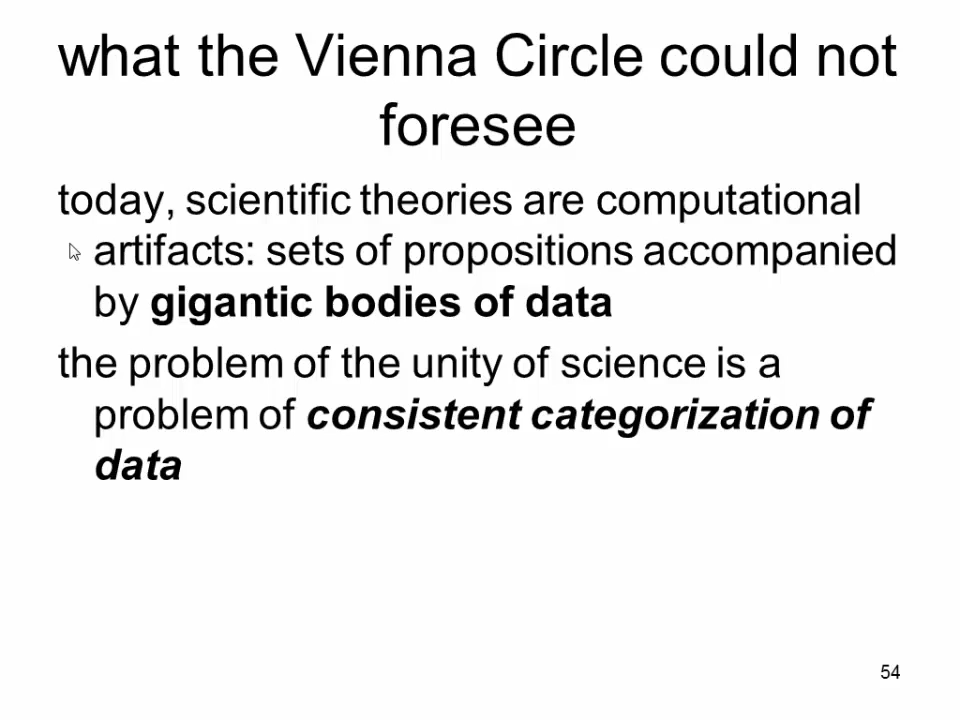 what the Vienna Circle could not
foresee
today, scientific theories are computational
artifacts: sets of propositions accompanied
by gigantic bodies of data
the problem of the unity of science is a
problem of consistent categorization of
data
54